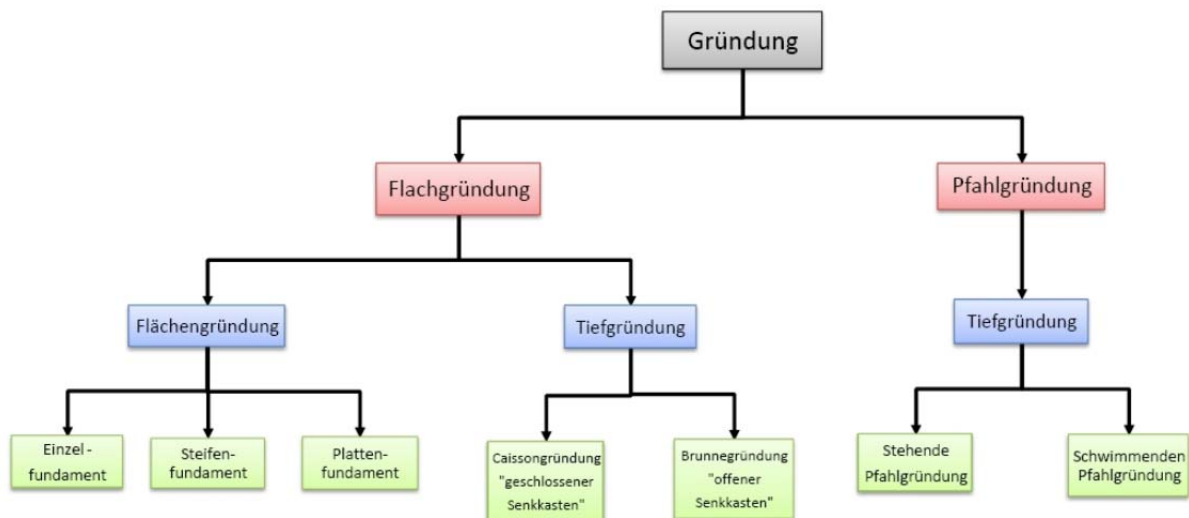 Gründung
Flachgründung
Pfahlgründung
Flächengründung
Tiefgründung
Tiefgründung
Einzel -
fundament
Steifen-
fundament
Platten-
fundament
Caissongründung
"geschlossener
Senkkasten"
Brunnegründung
"offener
Senkkasten"
Stehende
Pfahlgründung
Schwimmenden
Pfahlgründung